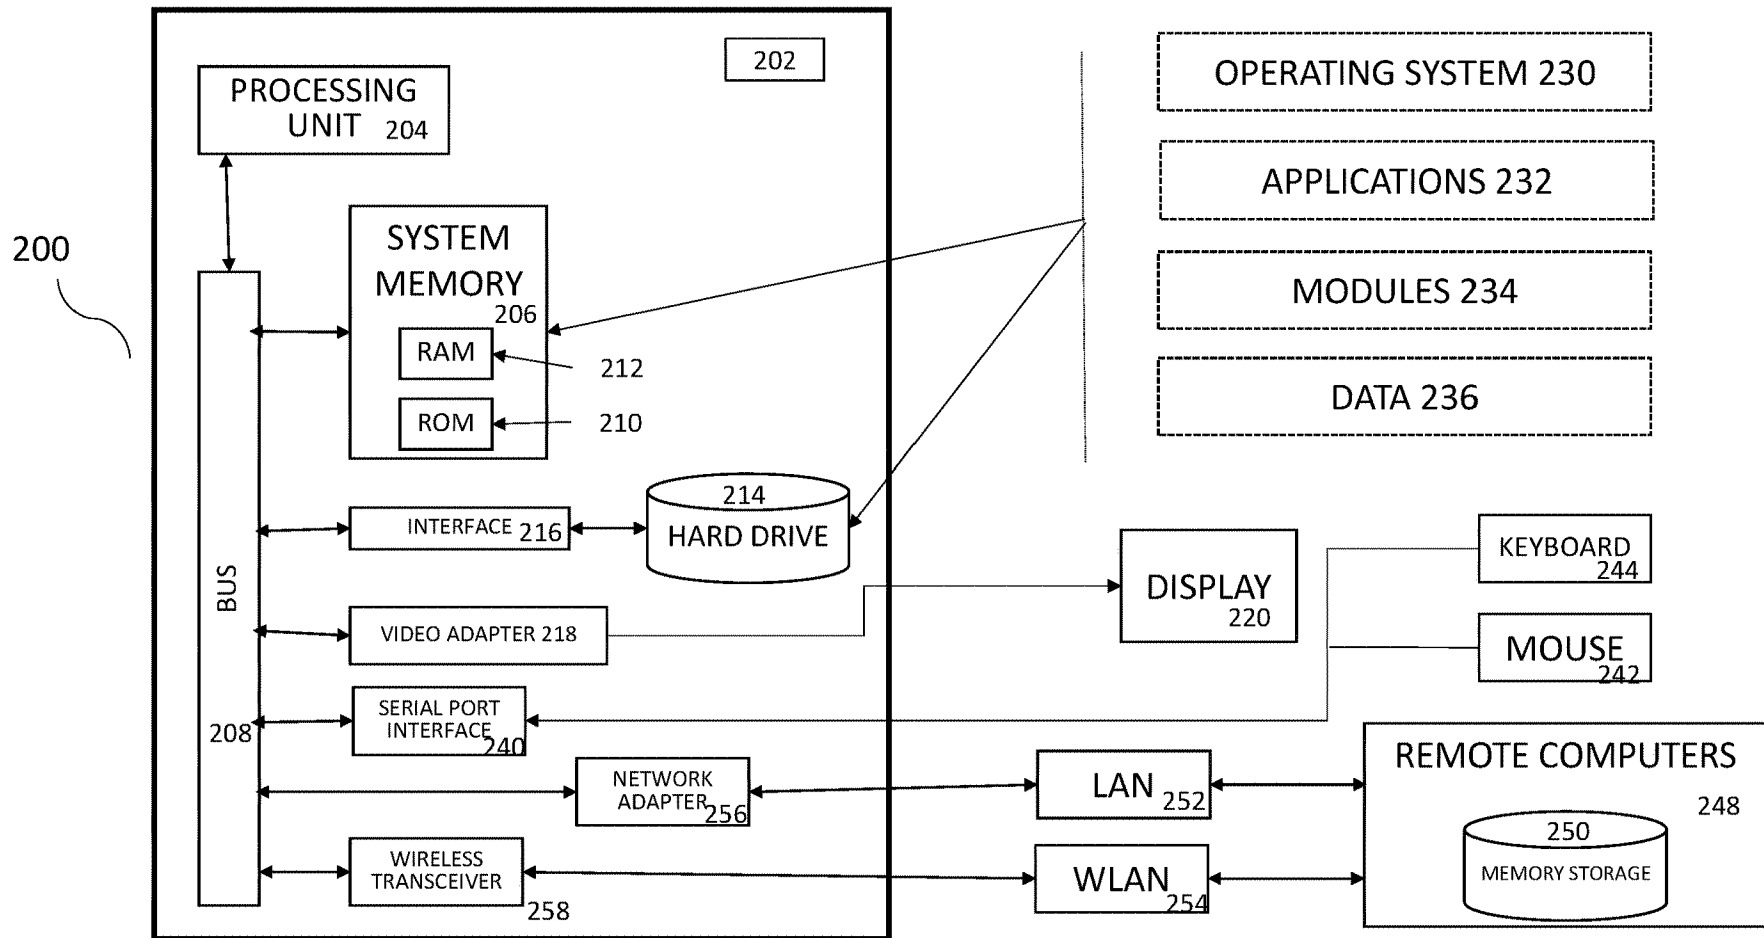 202
PROCESSING
UNIT 204
200
SYSTEM
MEMORY
206
RAM
212
ROM
210
OPERATING SYSTEM 230
APPLICATIONS 232
MODULES 234
DATA 236
214
HARD DRIVE
INTERFACE 216
BUS
208
VIDEO ADAPTER 218
DISPLAY
220
KEYBOARD
244
MOUSE
242
SERIAL PORT
INTERFACE
240
NETWORK
ADAPTER
256
LAN 252
REMOTE COMPUTERS
248
250
MEMORY STORAGE
WIRELESS
TRANSCEIVER
258
WLAN
254